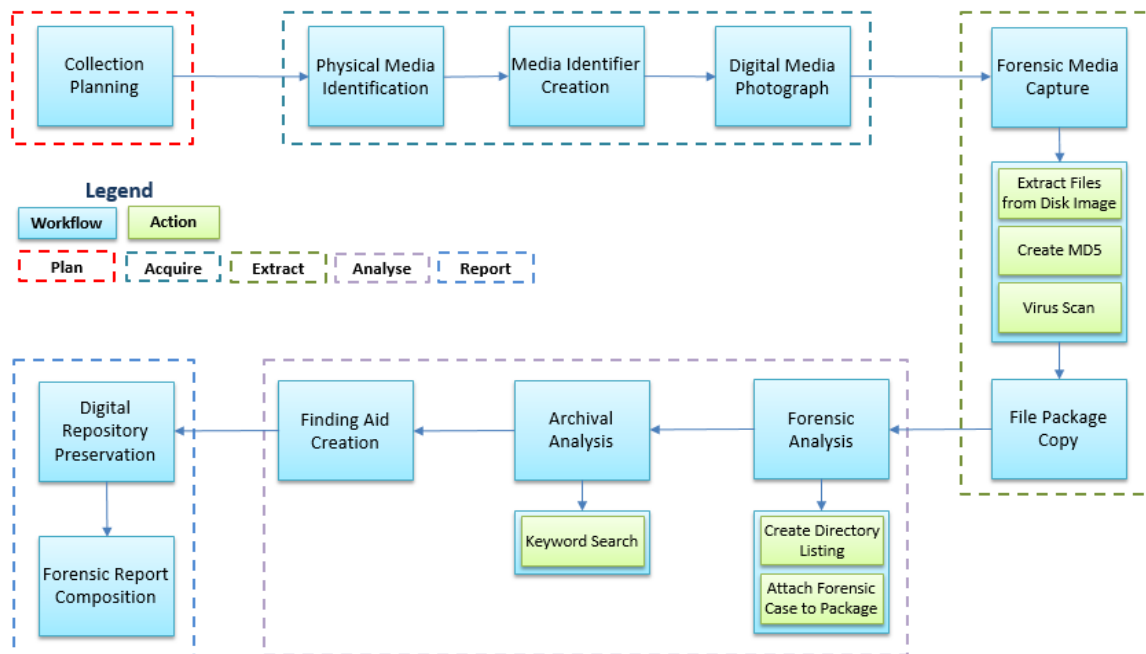 Collection
Planning
Physical Media
Identification
Media Identifier
Creation
Digital Media
Photograph
Forensic Media
Capture
Extract Files
from Disk Image
Create MD5
Virus Scan
Legend
Workflow
Action
Plan
Acquire
Extract
Analyse
Report
Digital
Repository
Preservation
Finding Aid
Creation
Archival
Analysis
Forensic
Analysis
File Package
Copy
Keyword Search
Create Directory
Listing
Attach Forensic
Case to Package
Forensic Report
Composition